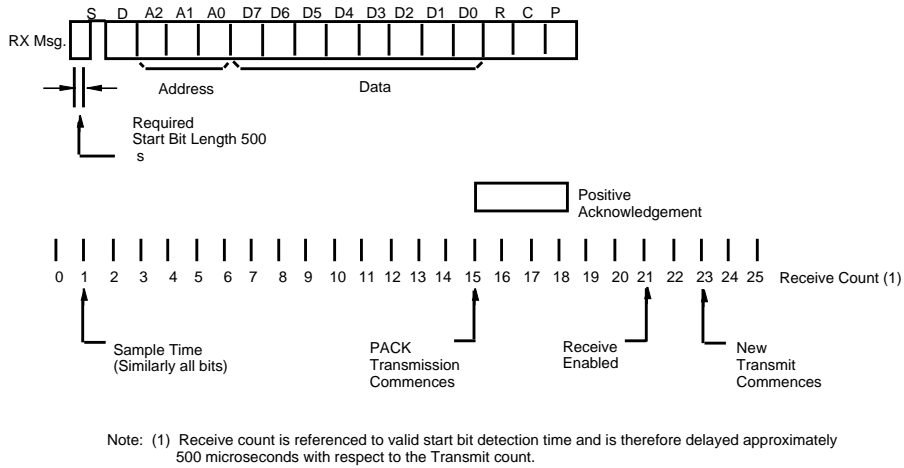 S D A2 A1 A0 D7 D6 D5 D4 D3 D2 D1 D0 R C P
RX Msg.
Address Data
Required
Start Bit Length 500
s
Positive
Acknowledgement
0 1 2 3 4 5 6 7 8 9 10 11 12 13 14 15 16 17 18 19 20 21 22 23 24 25 Receive Count (1)
Sample Time
(Similarly all bits)
PACK
Transmission
Commences
Receive
Enabled
New
Transmit
Commences
Note: (1) Receive count is referenced to valid start bit detection time and is therefore delayed approximately
500 microseconds with respect to the Transmit count.